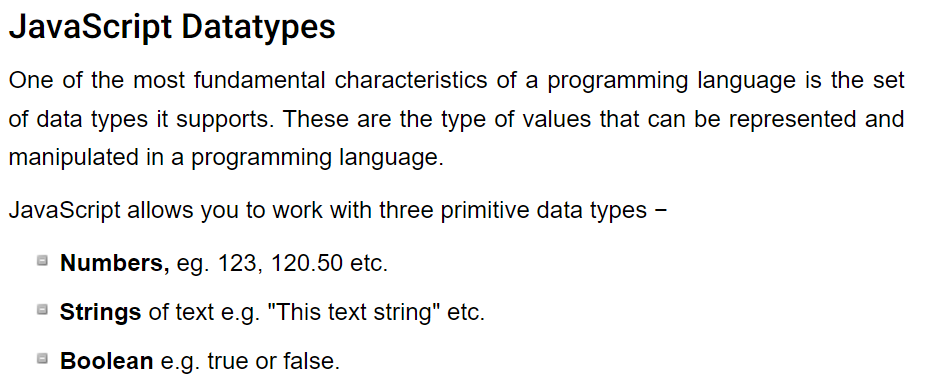 JavaScript Datatypes
One of the most fundamental characteristics of a programming language is the set
of data types it supports. These are the type of values that can be represented and
manipulated in a programming language.
JavaScript allows you to work with three primitive data types −
Numbers, eg. 123, 120.50 etc.
Strings of text e.g. "This text string" etc.
Boolean e.g. true or false.